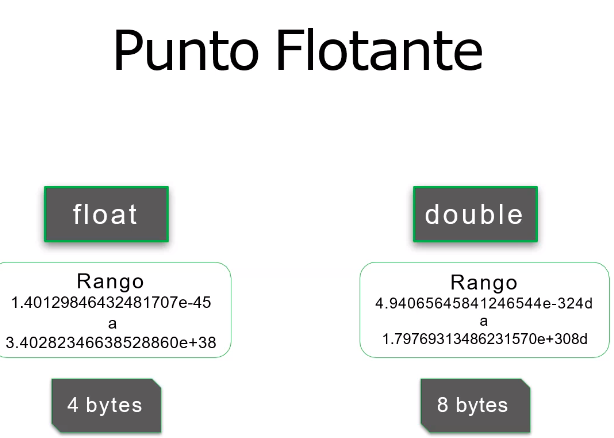 Punto Flotante
float
Rango
1.40129846432481707e-45
a
3.40282346638528860e+38
4 bytes
double
Rango
4.94065645841246544e-324d
a
1.79769313486231570e+308d
8 bytes